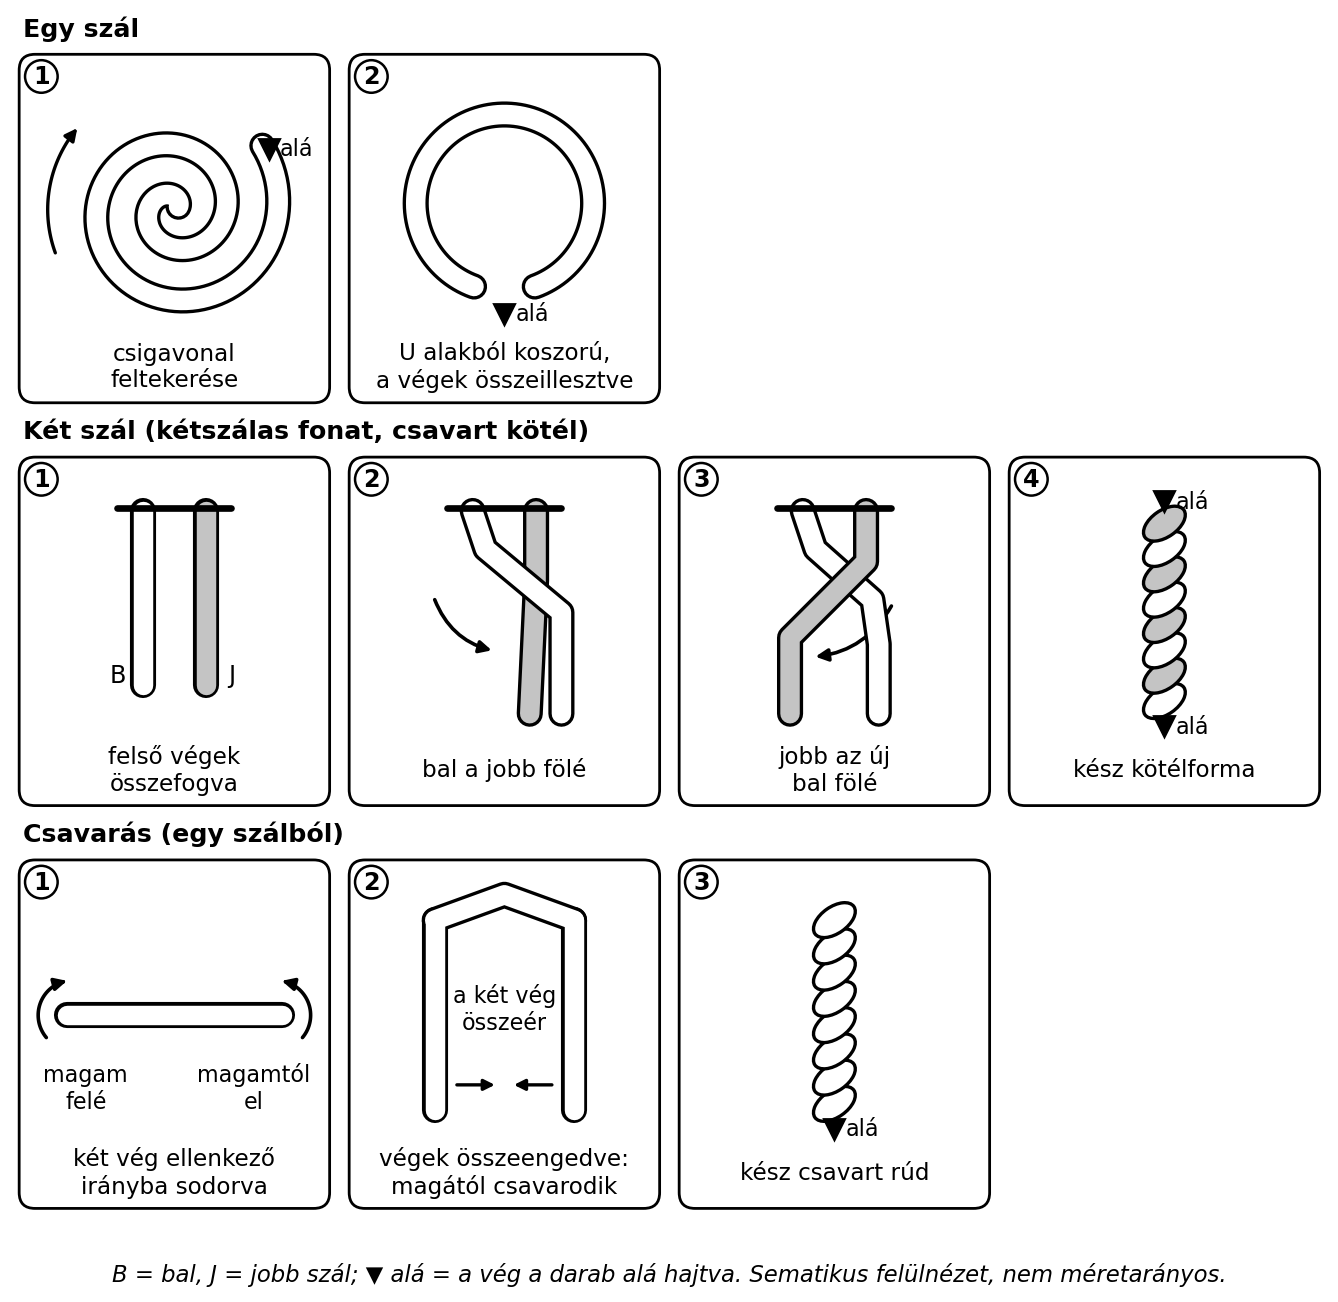 Egy szál
1
alá
csigavonal
feltekerése
2
alá
U alakból koszorú,
a végek összeillesztve
Két szál (kétszálas fonat, csavart kötél)
1
B
J
felső végek
összefogva
2
bal a jobb fölé
3
jobb az új
bal fölé
4
alá
alá
kész kötélforma
Csavarás (egy szálból)
1
magam
felé
magamtól
el
két vég ellenkező
irányba sodorva
2
a két vég
összeér
végek összeengedve:
magától csavarodik
3
alá
kész csavart rúd
B = bal, J = jobb szál; ▼ alá = a vég a darab alá hajtva. Sematikus felülnézet, nem méretarányos.